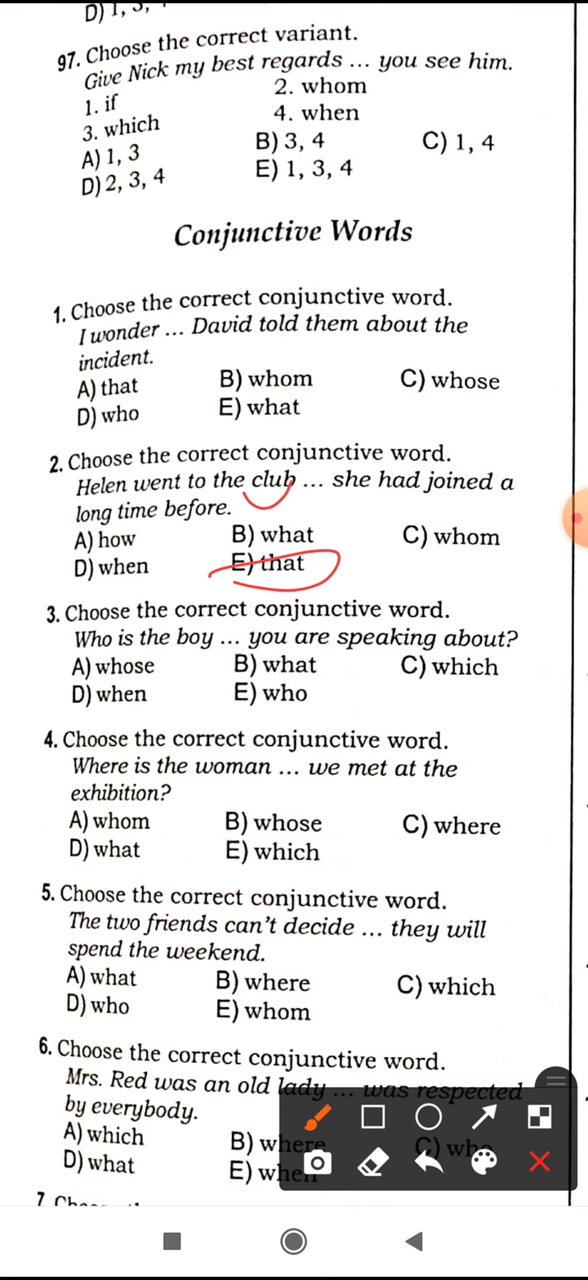 D) 1, 3,
97. Choose the correct variant.
Give Nick my best regards ... you see him.
1. if 2. whom
3. which 4. when
A) 1, 3 B) 3, 4 C) 1, 4
D) 2, 3, 4 E) 1, 3, 4
Conjunctive Words
1. Choose the correct conjunctive word.
I wonder ... David told them about the
incident.
A) that B) whom C) whose
D) who E) what
2. Choose the correct conjunctive word.
Helen went to the club ... she had joined a
long time before.
A) how B) what C) whom
D) when E) that
3. Choose the correct conjunctive word.
Who is the boy ... you are speaking about?
A) whose B) what C) which
D) when E) who
4. Choose the correct conjunctive word.
Where is the woman ... we met at the
exhibition?
A) whom B) whose C) where
D) what E) which
5. Choose the correct conjunctive word.
The two friends can't decide ... they will
spend the weekend.
A) what B) where C) which
D) who E) whom
6. Choose the correct conjunctive word.
Mrs. Red was an old lady ... was respected
by everybody.
A) which B) where C) who
D) what E) when
7.